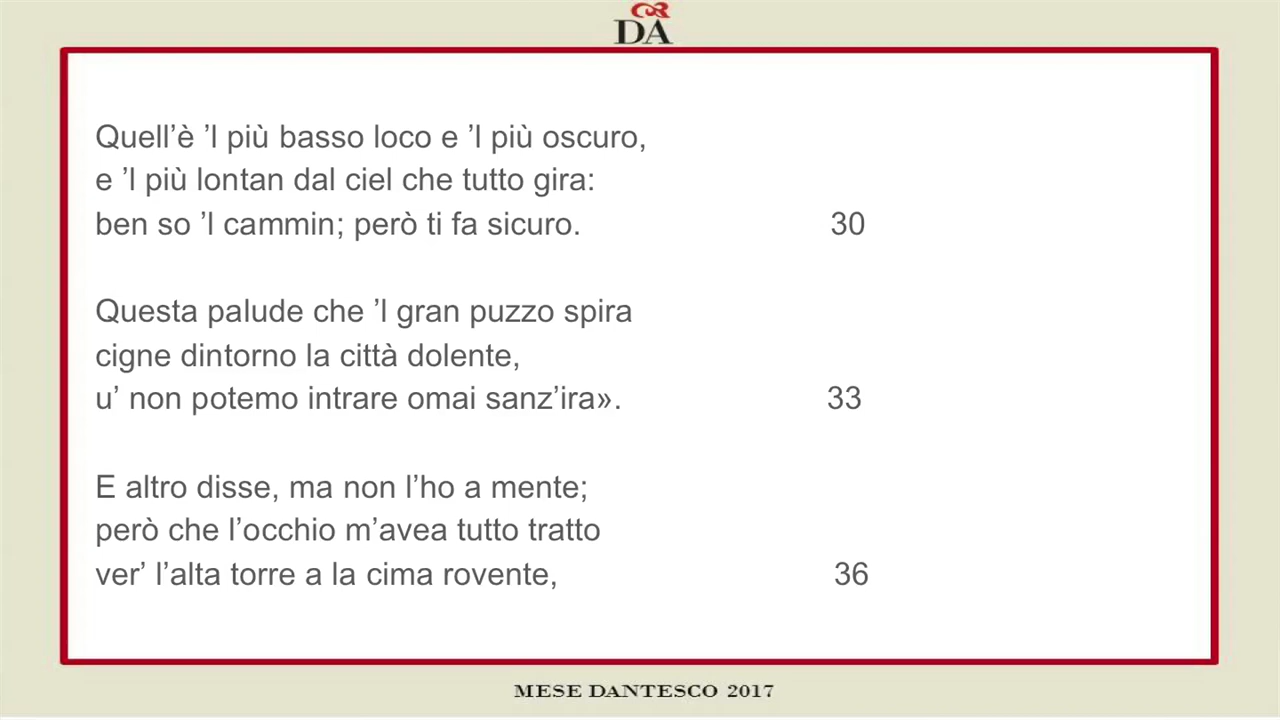 DA
Quell’è ’l più basso loco e ’l più oscuro,
e ’l più lontan dal ciel che tutto gira:
ben so ’l cammin; però ti fa sicuro. 30
Questa palude che ’l gran puzzo spira
cigne dintorno la città dolente,
u’ non potemo intrare omai sanz’ira». 33
E altro disse, ma non l’ho a mente;
però che l’occhio m’avea tutto tratto
ver’ l’alta torre a la cima rovente, 36
MESE DANTESCO 2017